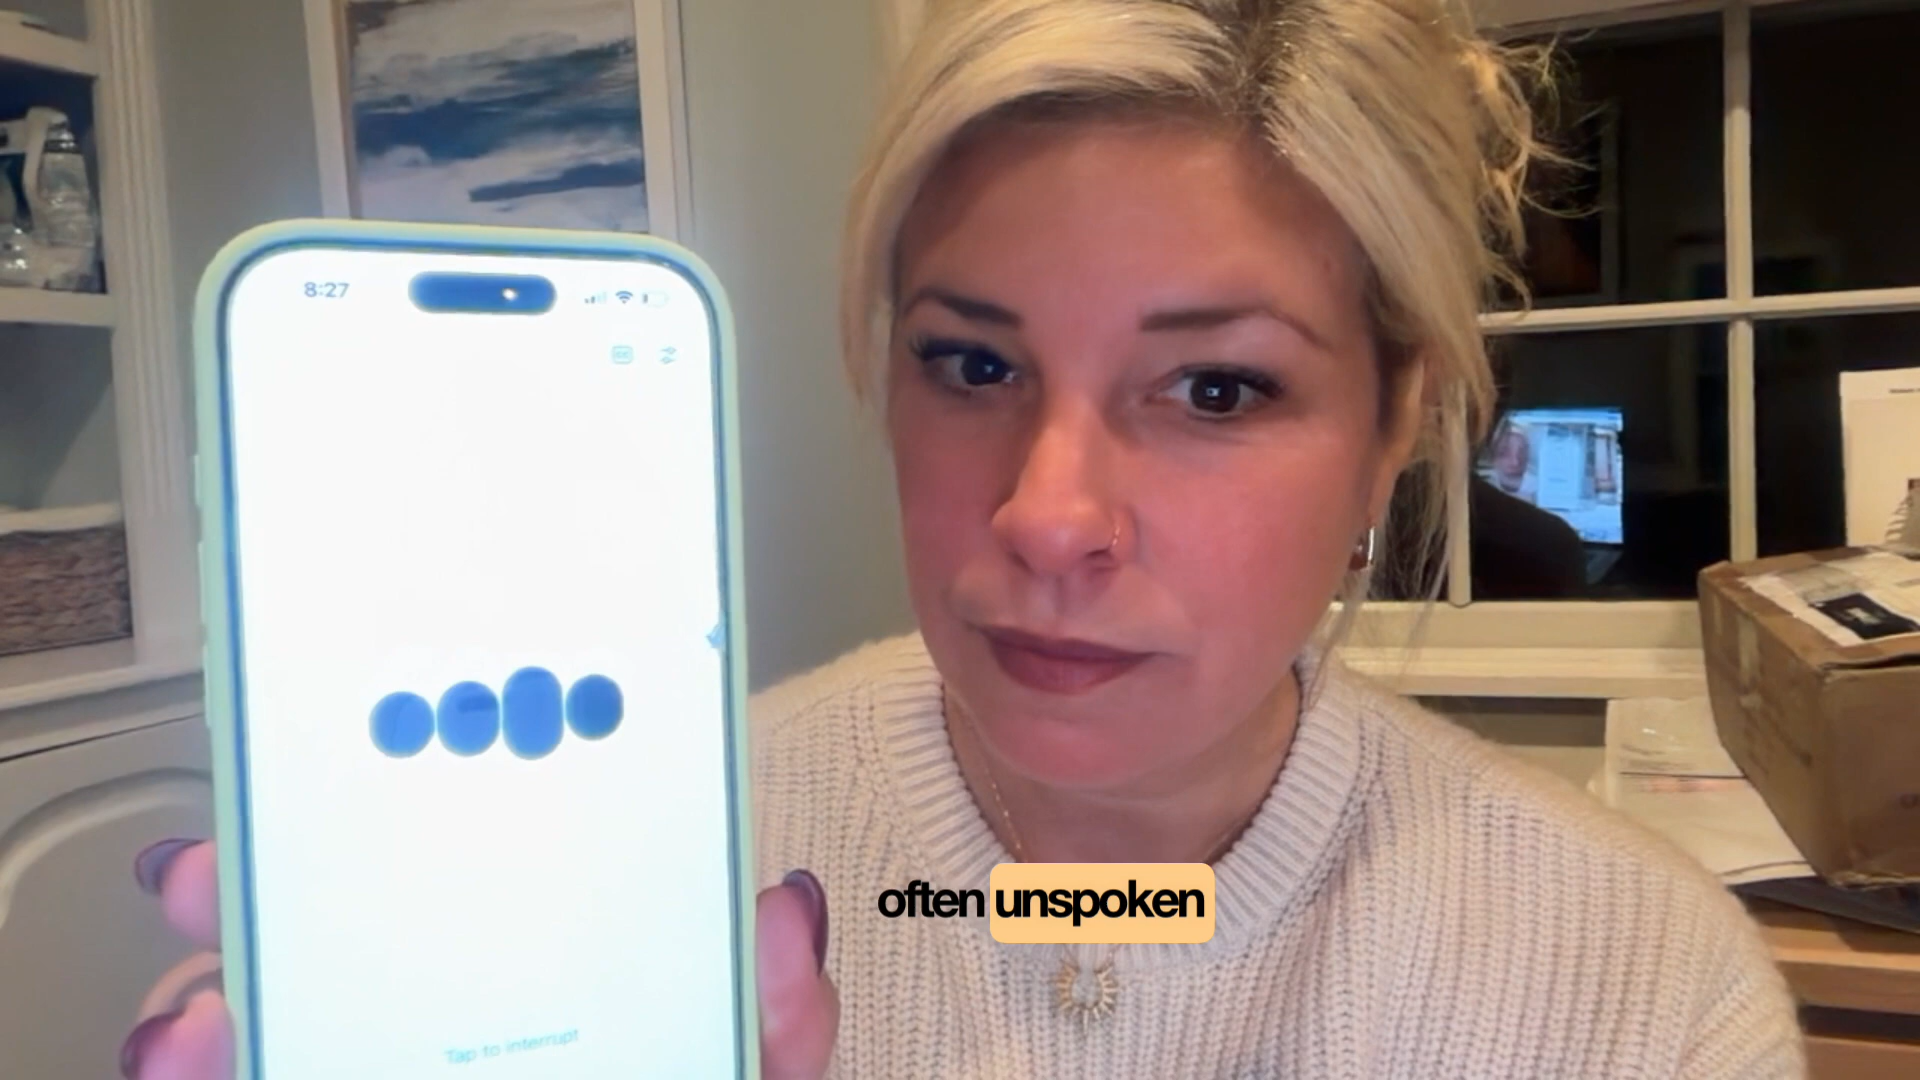 8:27
Tap to interrupt
often unspoken